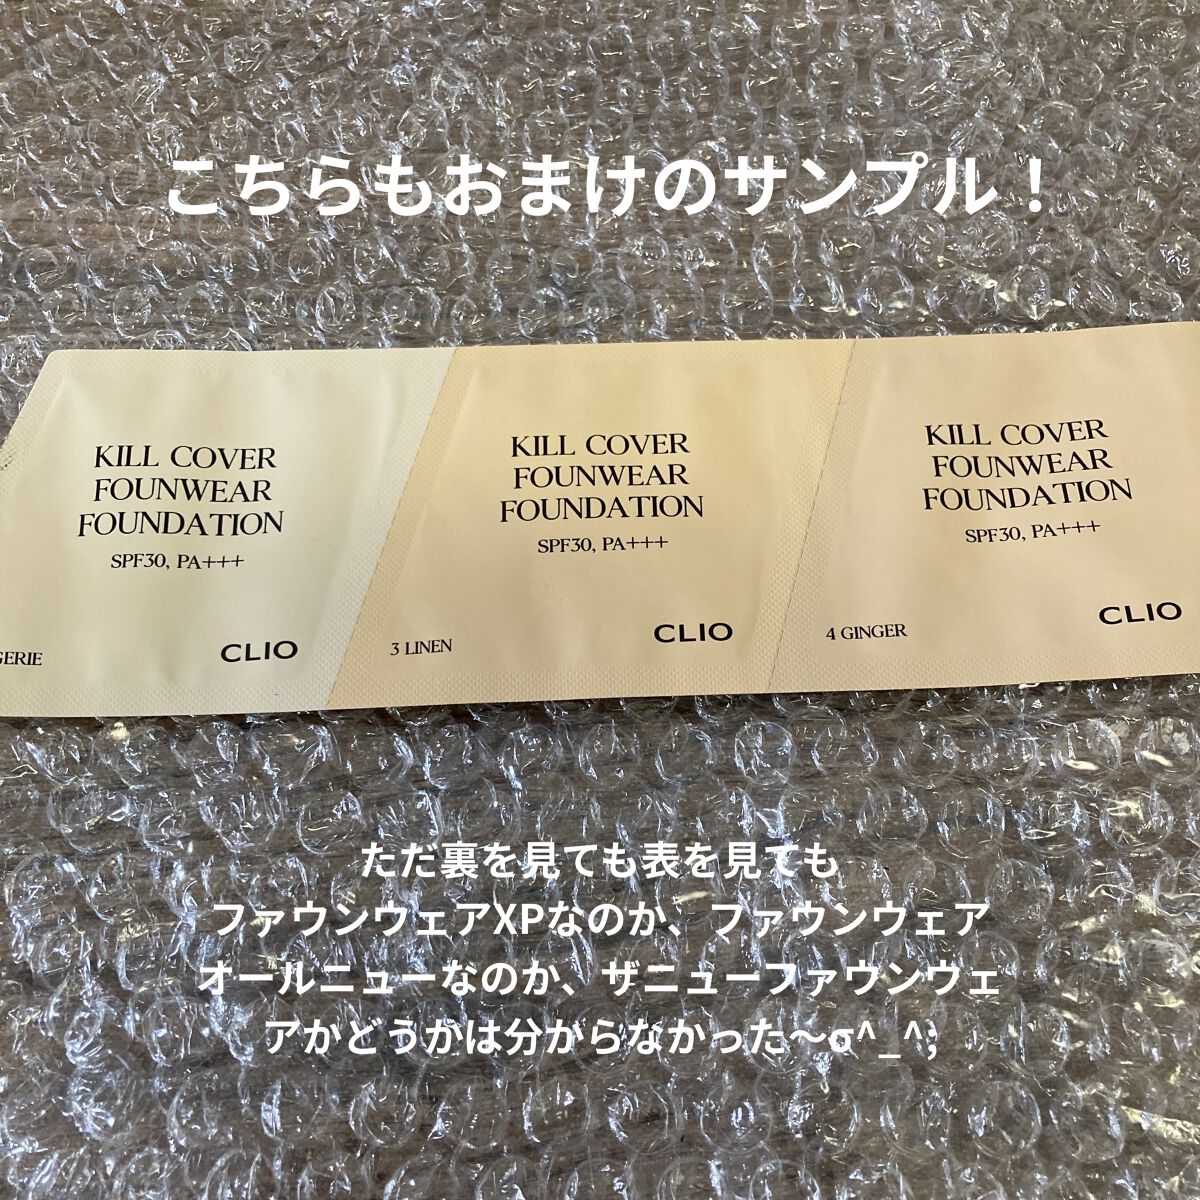 こちらもおまけのサンプル！
KILL COVER
FOUNWEAR
FOUNDATION
SPF30, PA+++
GERIE
CLIO
KILL COVER
FOUNWEAR
FOUNDATION
SPF30, PA+++
3 LINEN
CLIO
KILL COVER
FOUNWEAR
FOUNDATION
SPF30, PA+++
4 GINGER
CLIO
ただ裏を見ても表を見ても
ファウンウェアXPなのか、ファウンウェア
オールニューなのか、ザニューファウンウェ
アかどうかは分からなかった〜σ^_^;